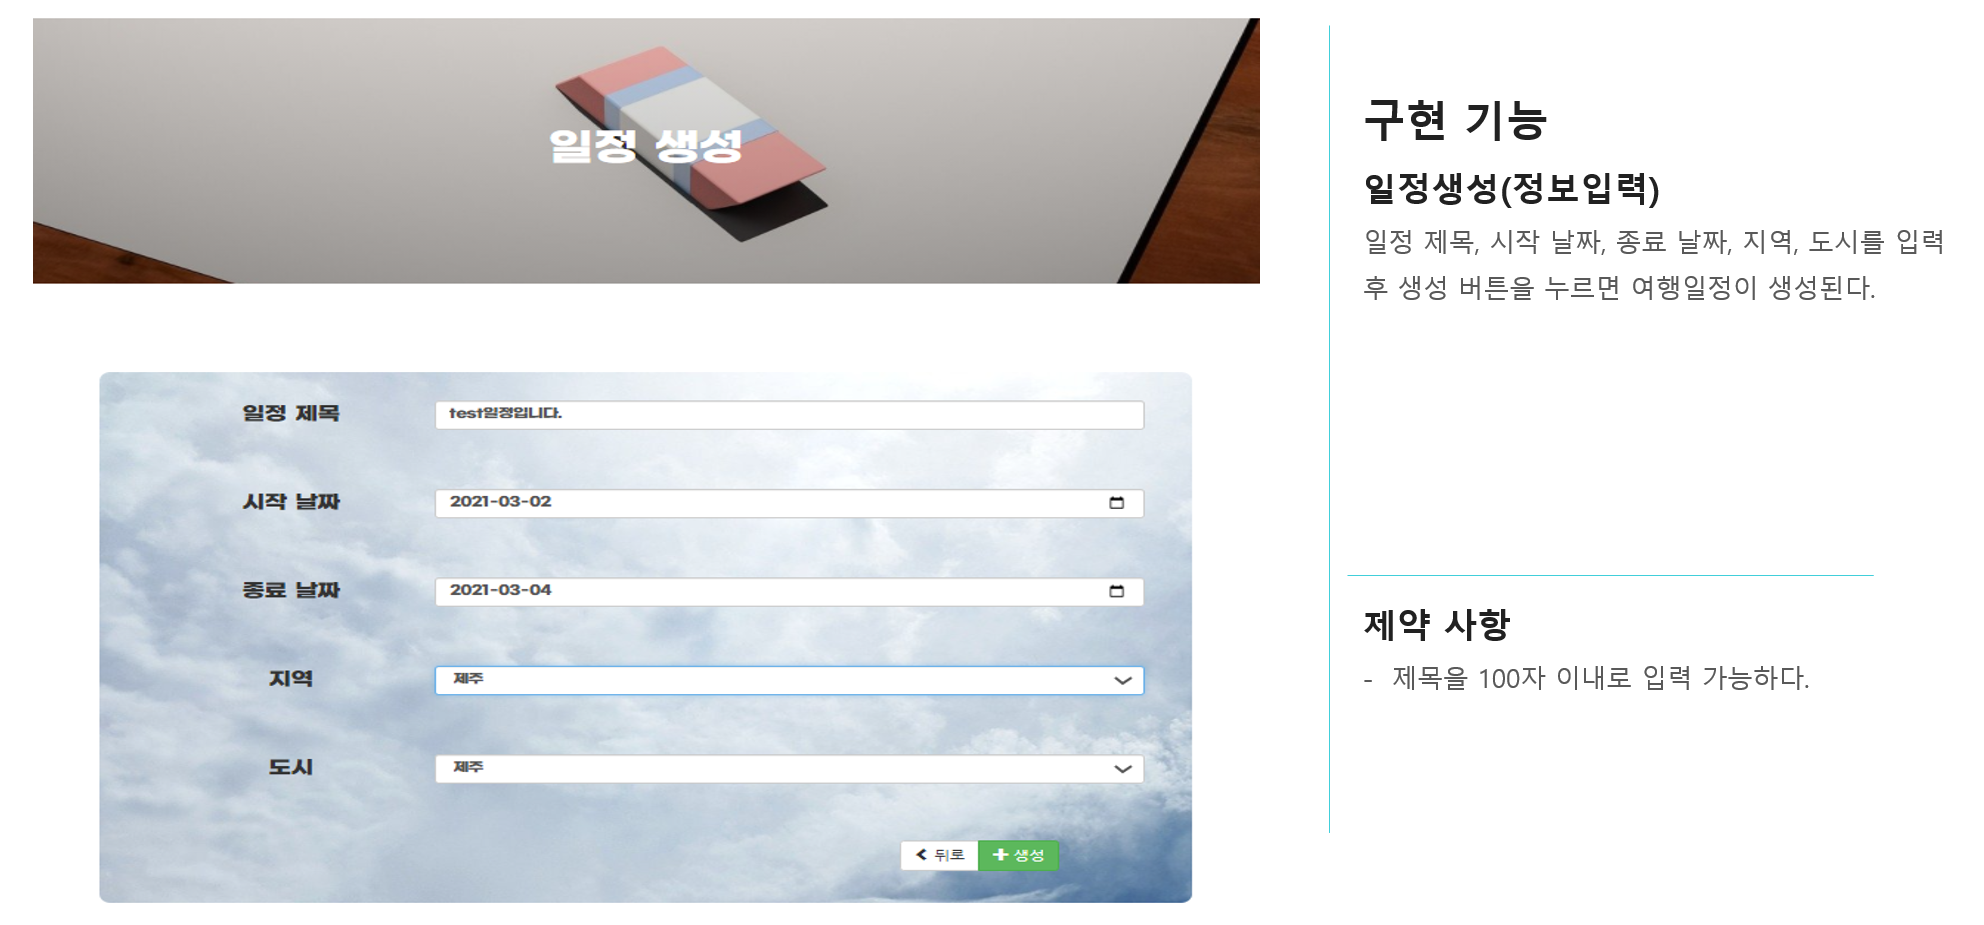 일정 생성
일정 제목
test일정입니다.
시작 날짜
2021-03-02
종료 날짜
2021-03-04
지역
제주
도시
제주
뒤로
생성
구현 기능
일정생성(정보입력)
일정 제목, 시작 날짜, 종료 날짜, 지역, 도시를 입력
후 생성 버튼을 누르면 여행일정이 생성된다.
제약 사항
- 제목을 100자 이내로 입력 가능하다.